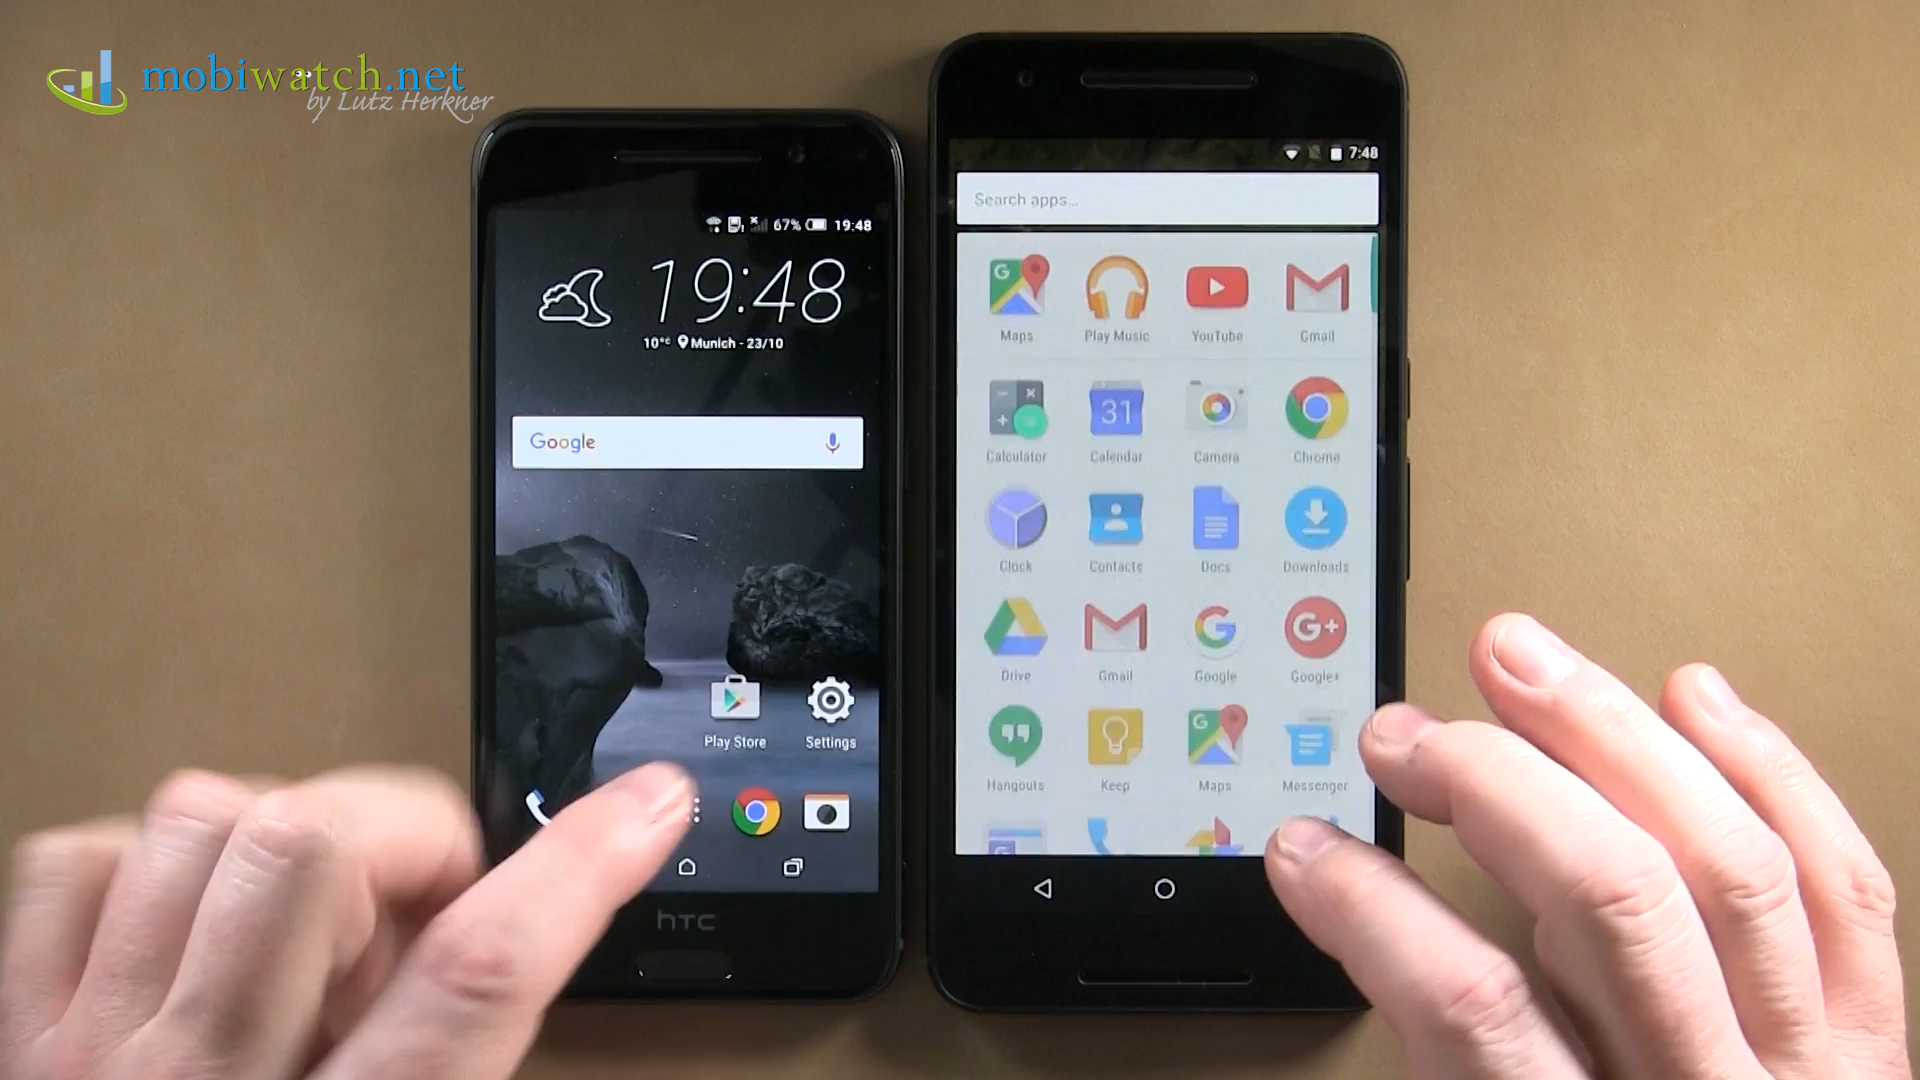 mobiwatch.net
by Lutz Herkner
67% 19:48
19:48
10°C Munich - 23/10
Google
Play Store Settings
hTC
7:48
Search apps...
G
Maps Play Music YouTube Gmail
31
Calculator Calendar Camera Chrome
Clock Contacts Docs Downloads
G G+
Drive Gmail Google Google+
G
Hangouts Keep Maps Messenger
G